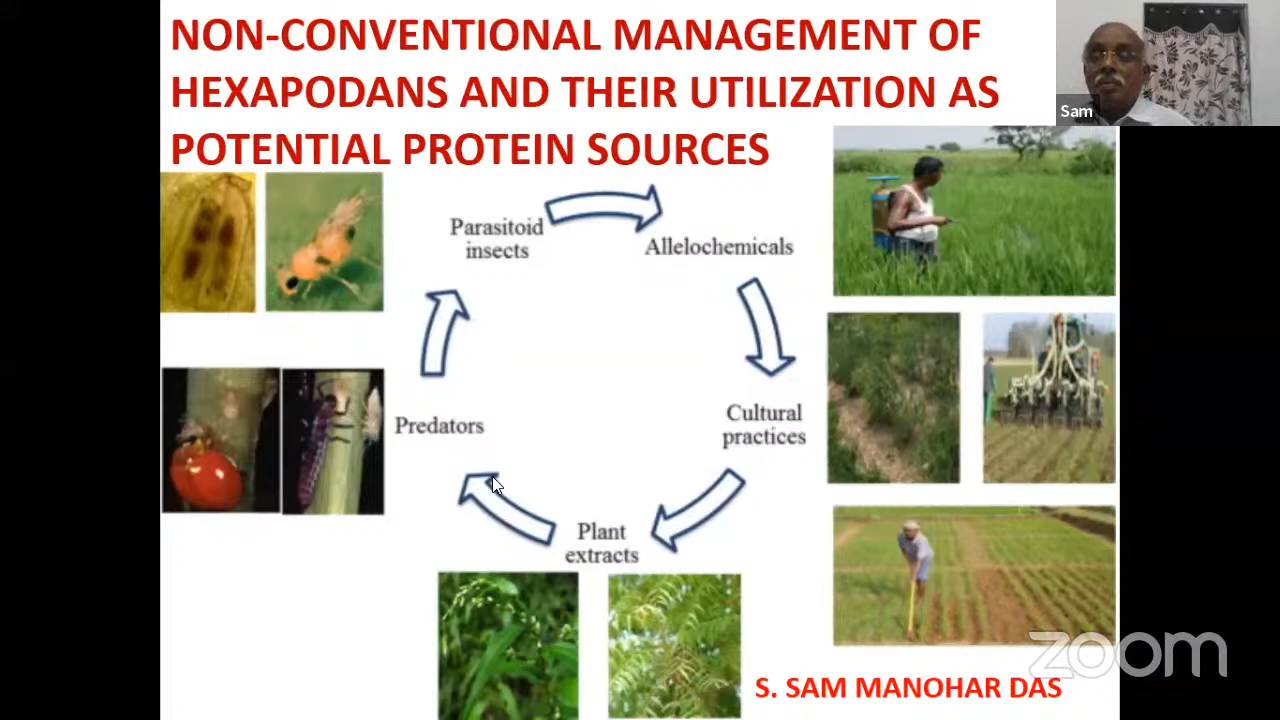 NON-CONVENTIONAL MANAGEMENT OF
HEXAPODANS AND THEIR UTILIZATION AS
POTENTIAL PROTEIN SOURCES
Sam
Parasitoid
insects
Allelochemicals
Predators
Cultural
practices
Plant
extracts
zoom
S. SAM MANOHAR DAS